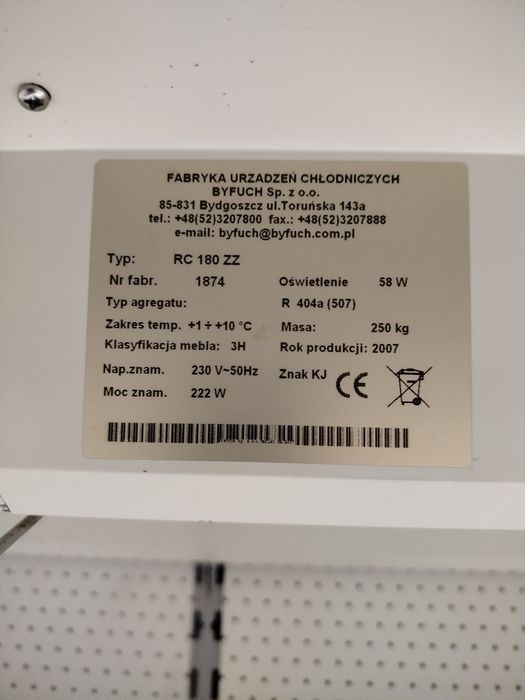 FABRYKA URZADZEŃ CHŁODNICZYCH
BYFUCH Sp. z o.o.
85-831 Bydgoszcz ul.Toruńska 143a
tel.: +48(52)3207800 fax.: +48(52)3207888
e-mail: byfuch@byfuch.com.pl
Typ: RC 180 ZZ
Nr fabr. 1874 Oświetlenie 58 W
Typ agregatu: R 404a (507)
Zakres temp. +1 ÷ +10 °C Masa: 250 kg
Klasyfikacja mebla: 3H Rok produkcji: 2007
Nap.znam. 230 V~50Hz Znak KJ CE
Moc znam. 222 W